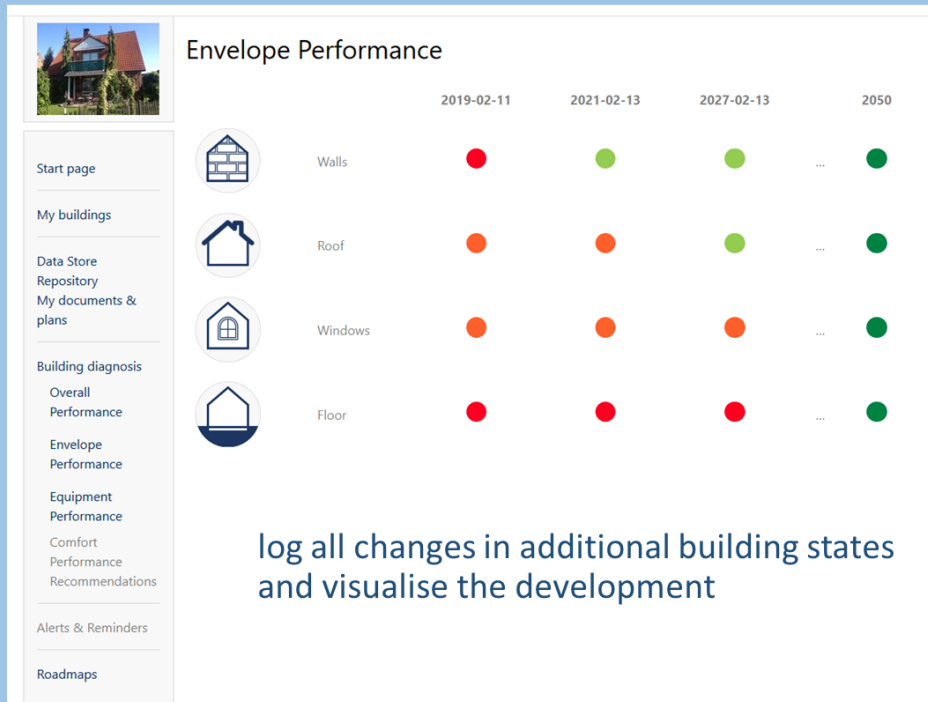 Envelope Performance
2019-02-11 2021-02-13 2027-02-13 2050
Walls ...
Roof ...
Windows ...
Floor ...
Start page
My buildings
Data Store
Repository
My documents &
plans
Building diagnosis
Overall
Performance
Envelope
Performance
Equipment
Performance
Comfort
Performance
Recommendations
Alerts & Reminders
Roadmaps
log all changes in additional building states
and visualise the development